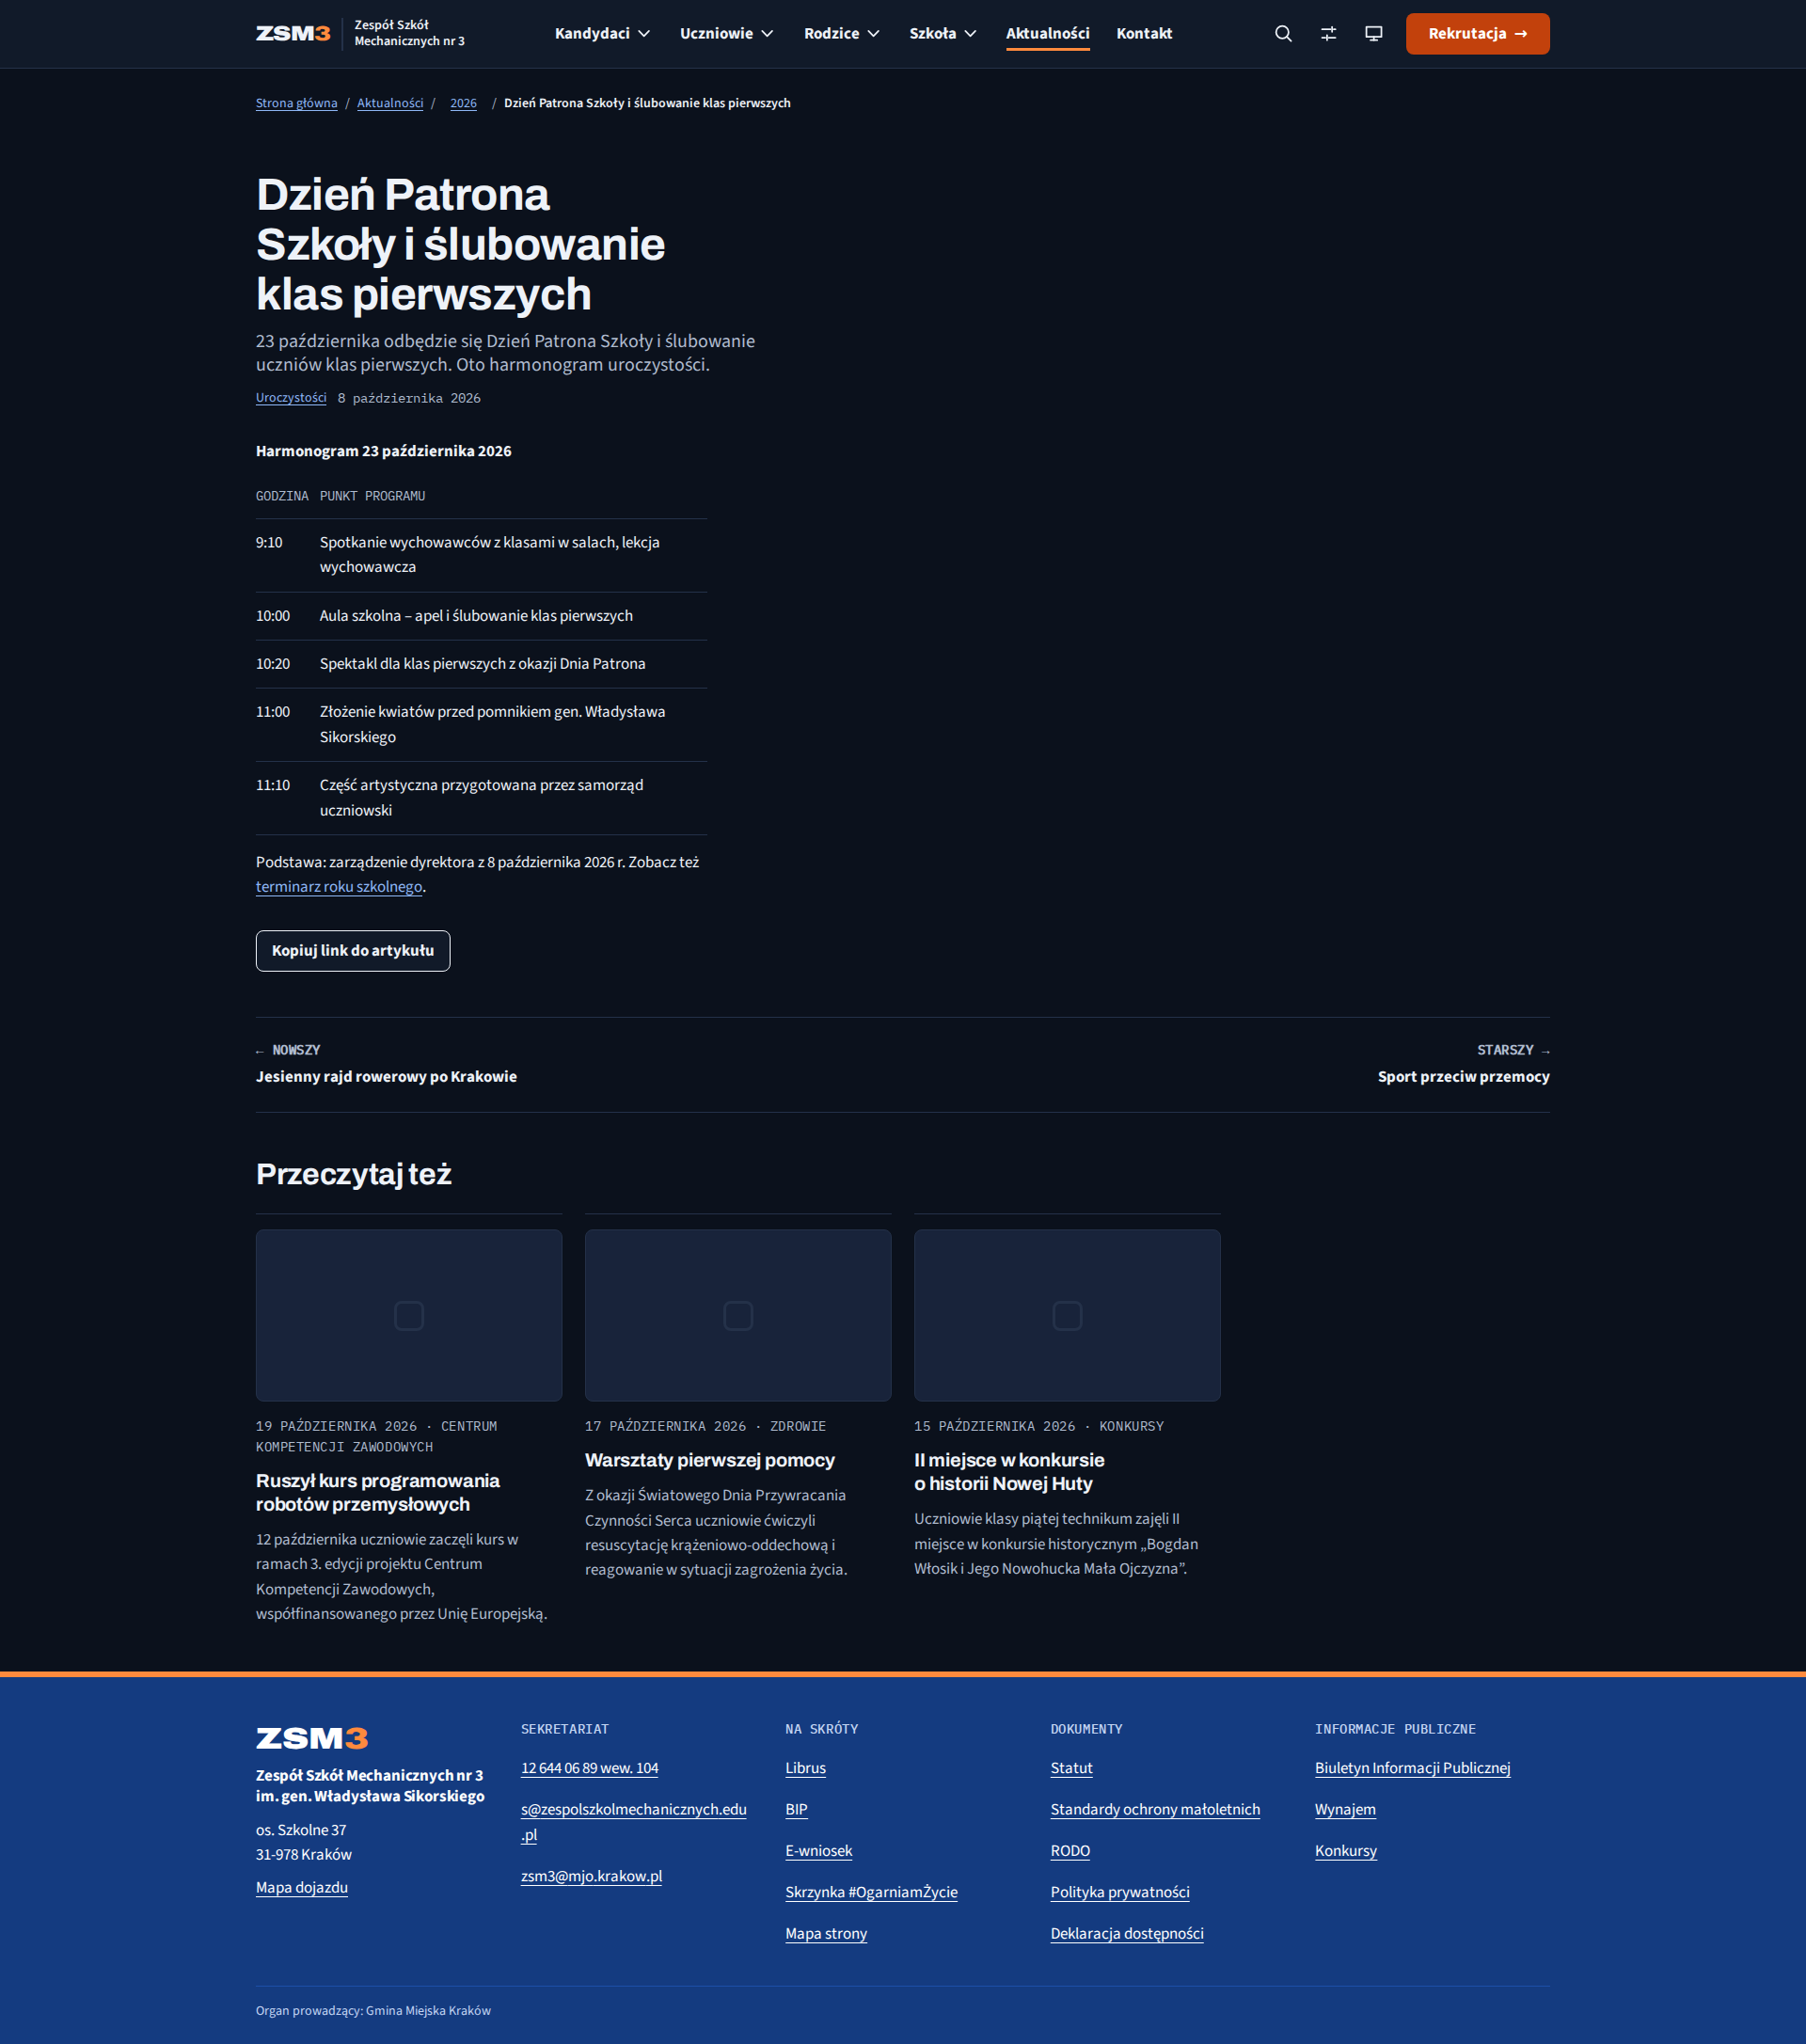 ZSM3
Zespół Szkół
Mechanicznych nr 3
Kandydaci
Uczniowie
Rodzice
Szkoła
Aktualności
Kontakt
Rekrutacja →
Strona główna / Aktualności / 2026 / Dzień Patrona Szkoły i ślubowanie klas pierwszych
Dzień Patrona
Szkoły i ślubowanie
klas pierwszych
23 października odbędzie się Dzień Patrona Szkoły i ślubowanie
uczniów klas pierwszych. Oto harmonogram uroczystości.
Uroczystości 8 października 2026
Harmonogram 23 października 2026
GODZINA PUNKT PROGRAMU
9:10 Spotkanie wychowawców z klasami w salach, lekcja
wychowawcza
10:00 Aula szkolna – apel i ślubowanie klas pierwszych
10:20 Spektakl dla klas pierwszych z okazji Dnia Patrona
11:00 Złożenie kwiatów przed pomnikiem gen. Władysława
Sikorskiego
11:10 Część artystyczna przygotowana przez samorząd
uczniowski
Podstawa: zarządzenie dyrektora z 8 października 2026 r. Zobacz też
terminarz roku szkolnego.
Kopiuj link do artykułu
← NOWSZY
Jesienny rajd rowerowy po Krakowie
STARSZY →
Sport przeciw przemocy
Przeczytaj też
19 PAŹDZIERNIKA 2026 · CENTRUM
KOMPETENCJI ZAWODOWYCH
Ruszył kurs programowania
robotów przemysłowych
12 października uczniowie zaczęli kurs w
ramach 3. edycji projektu Centrum
Kompetencji Zawodowych,
współfinansowanego przez Unię Europejską.
17 PAŹDZIERNIKA 2026 · ZDROWIE
Warsztaty pierwszej pomocy
Z okazji Światowego Dnia Przywracania
Czynności Serca uczniowie ćwiczyli
resuscytację krążeniowo-oddechową i
reagowanie w sytuacji zagrożenia życia.
15 PAŹDZIERNIKA 2026 · KONKURSY
II miejsce w konkursie
o historii Nowej Huty
Uczniowie klasy piątej technikum zajęli II
miejsce w konkursie historycznym „Bogdan
Włosik i Jego Nowohucka Mała Ojczyzna”.
ZSM3
Zespół Szkół Mechanicznych nr 3
im. gen. Władysława Sikorskiego
os. Szkolne 37
31-978 Kraków
Mapa dojazdu
SEKRETARIAT
12 644 06 89 wew. 104
s@zespolszkolmechanicznych.edu
.pl
zsm3@mjo.krakow.pl
NA SKRÓTY
Librus
BIP
E-wniosek
Skrzynka #OgarniamŻycie
Mapa strony
DOKUMENTY
Statut
Standardy ochrony małoletnich
RODO
Polityka prywatności
Deklaracja dostępności
INFORMACJE PUBLICZNE
Biuletyn Informacji Publicznej
Wynajem
Konkursy
Organ prowadzący: Gmina Miejska Kraków